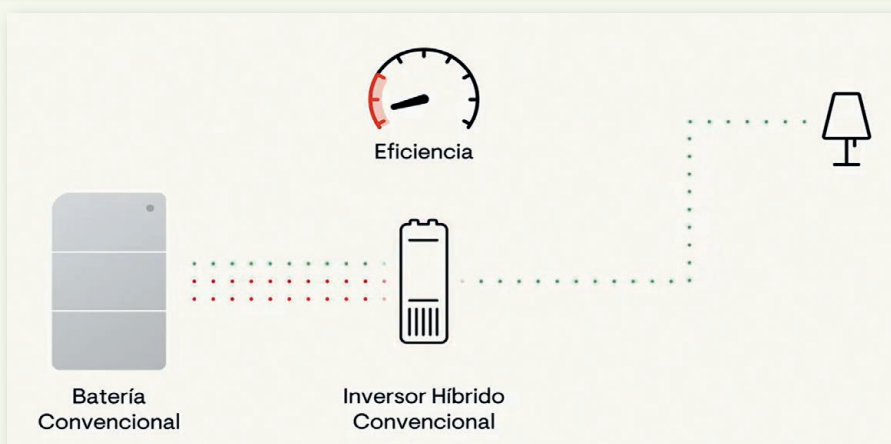 Eficiencia
Batería
Convencional
Inversor Híbrido
Convencional